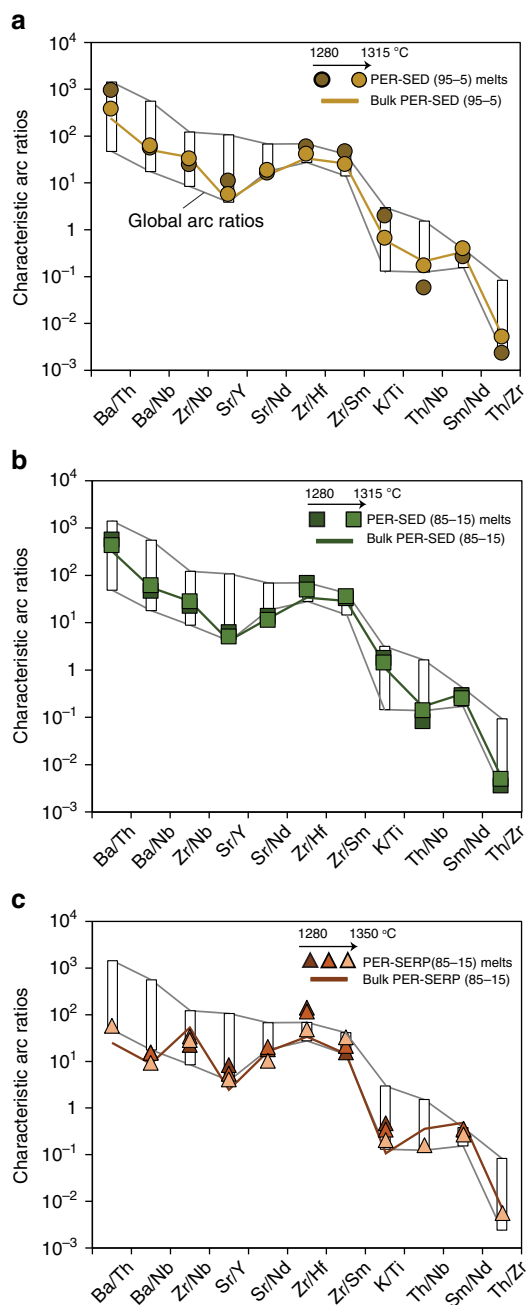 a
10⁴
10³
10²
10
1
10⁻¹
10⁻²
10⁻³
Characteristic arc ratios
1280 1315 °C
PER-SED (95–5) melts
Bulk PER-SED (95–5)
Global arc ratios
Ba/Th Ba/Nb Zr/Nb Sr/Y Sr/Nd Zr/Hf Zr/Sm K/Ti Th/Nb Sm/Nd Th/Zr
b
10⁴
10³
10²
10
1
10⁻¹
10⁻²
10⁻³
Characteristic arc ratios
1280 1315 °C
PER-SED (85–15) melts
Bulk PER-SED (85–15)
Ba/Th Ba/Nb Zr/Nb Sr/Y Sr/Nd Zr/Hf Zr/Sm K/Ti Th/Nb Sm/Nd Th/Zr
c
10⁴
10³
10²
10
1
10⁻¹
10⁻²
10⁻³
Characteristic arc ratios
1280 1350 °C
PER-SERP(85–15) melts
Bulk PER-SERP (85–15)
Ba/Th Ba/Nb Zr/Nb Sr/Y Sr/Nd Zr/Hf Zr/Sm K/Ti Th/Nb Sm/Nd Th/Zr